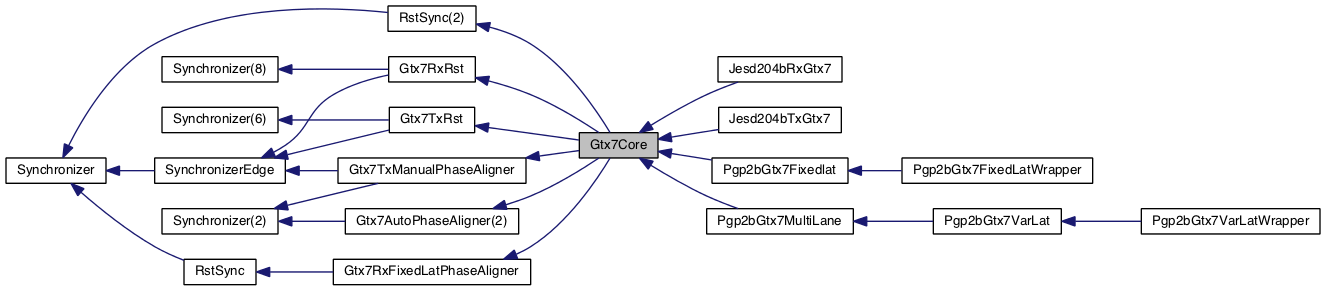 RstSync(2)
Synchronizer(8)
Gtx7RxRst
Jesd204bRxGtx7
Synchronizer(6)
Gtx7TxRst
Jesd204bTxGtx7
Gtx7Core
Synchronizer
SynchronizerEdge
Gtx7TxManualPhaseAligner
Pgp2bGtx7Fixedlat
Pgp2bGtx7FixedLatWrapper
Synchronizer(2)
Gtx7AutoPhaseAligner(2)
Pgp2bGtx7MultiLane
Pgp2bGtx7VarLat
Pgp2bGtx7VarLatWrapper
RstSync
Gtx7RxFixedLatPhaseAligner